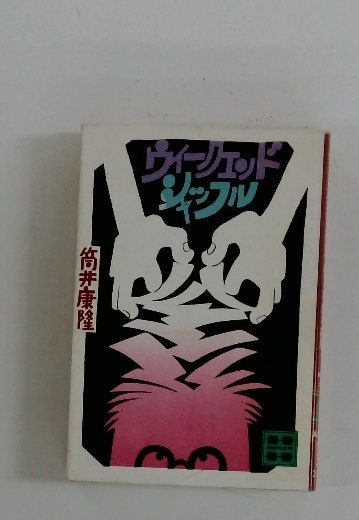 ウィークエンド
シャッフル
筒井康隆